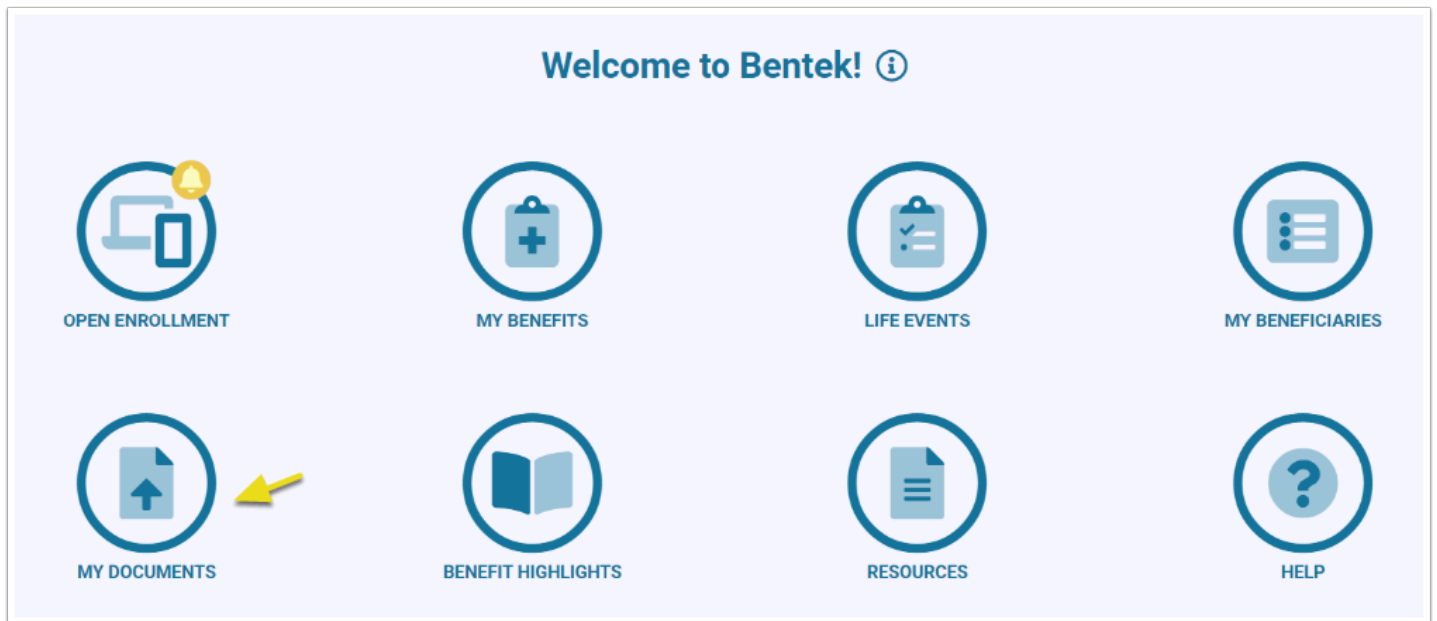 Welcome to Bentek!
OPEN ENROLLMENT
MY BENEFITS
LIFE EVENTS
MY BENEFICIARIES
MY DOCUMENTS
BENEFIT HIGHLIGHTS
RESOURCES
HELP